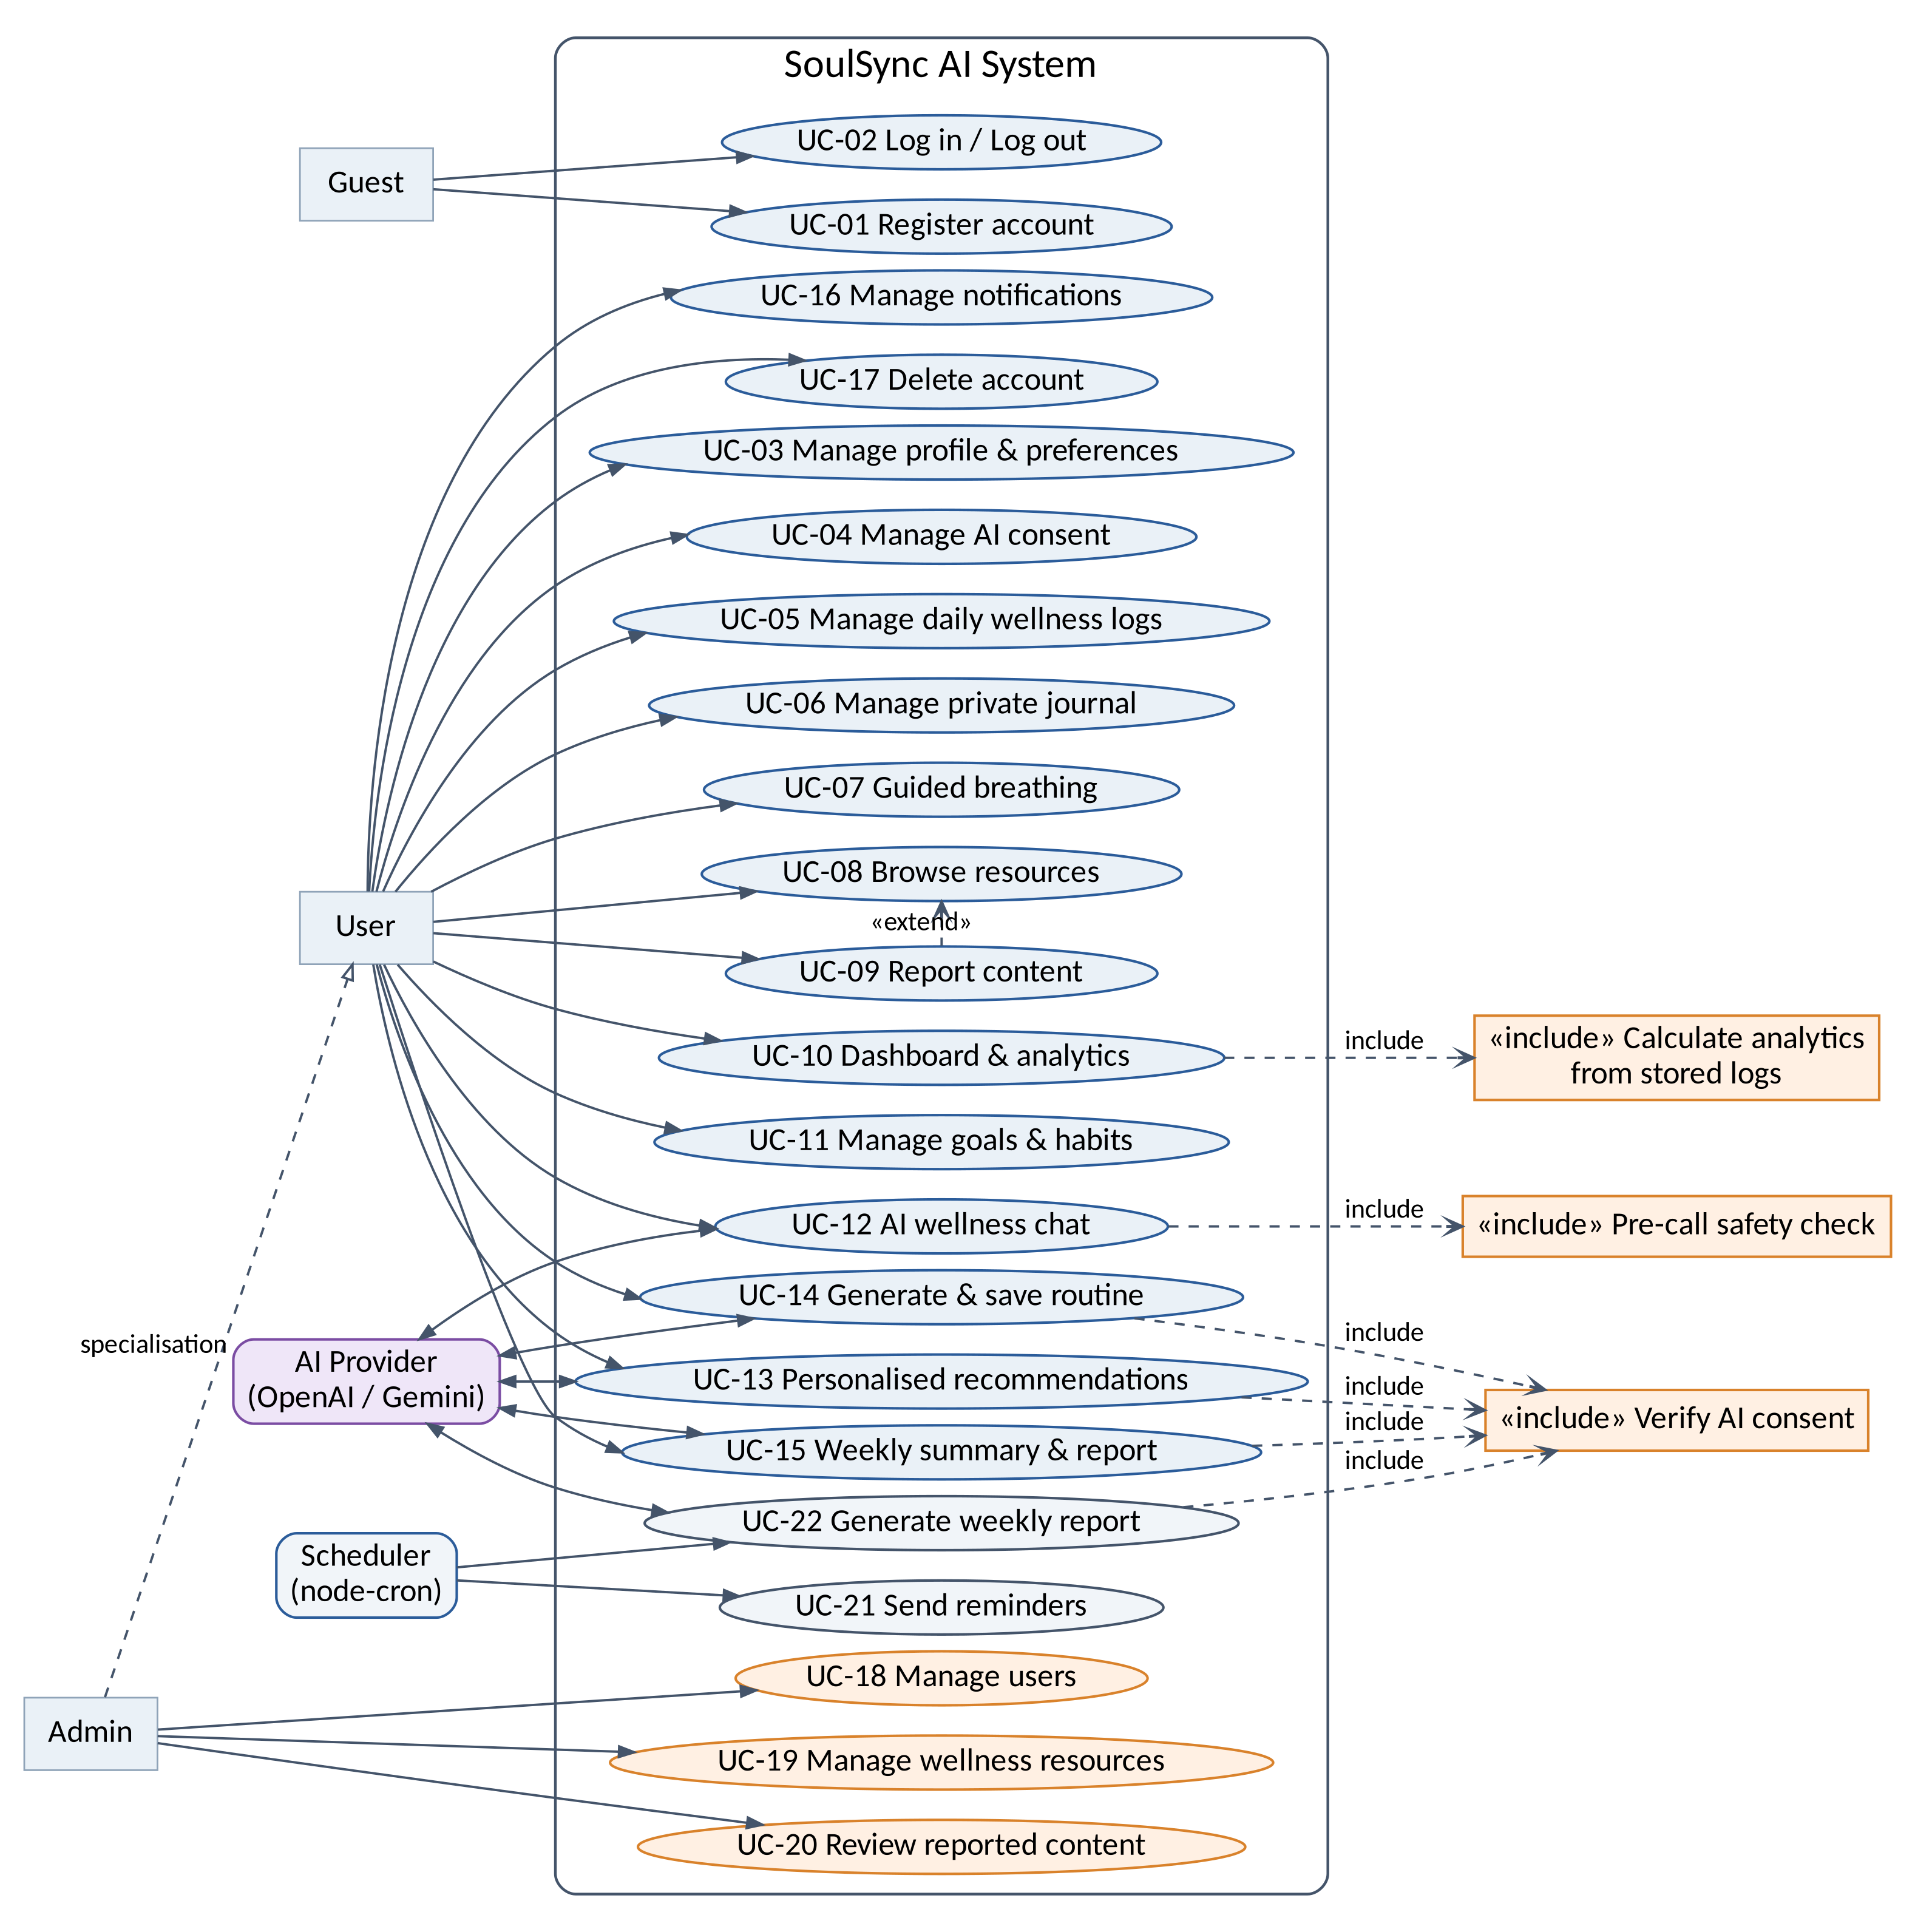 SoulSync AI System
UC-02 Log in / Log out
Guest
UC-01 Register account
UC-16 Manage notifications
UC-17 Delete account
UC-03 Manage profile & preferences
UC-04 Manage AI consent
UC-05 Manage daily wellness logs
UC-06 Manage private journal
UC-07 Guided breathing
UC-08 Browse resources
«extend»
User
UC-09 Report content
UC-10 Dashboard & analytics
include
«include» Calculate analytics
from stored logs
UC-11 Manage goals & habits
UC-12 AI wellness chat
include
«include» Pre-call safety check
UC-14 Generate & save routine
include
specialisation
AI Provider
(OpenAI / Gemini)
UC-13 Personalised recommendations
include
«include» Verify AI consent
UC-15 Weekly summary & report
include
include
UC-22 Generate weekly report
Scheduler
(node-cron)
UC-21 Send reminders
UC-18 Manage users
Admin
UC-19 Manage wellness resources
UC-20 Review reported content